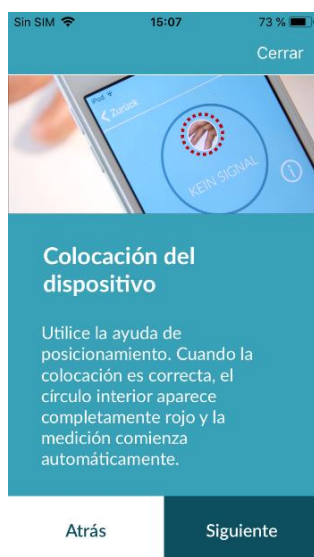 Sin SIM 15:07 73 %
Cerrar
iPod
Zurück
KEIN SIGNAL
Colocación del
dispositivo
Utilice la ayuda de
posicionamiento. Cuando la
colocación es correcta, el
círculo interior aparece
completamente rojo y la
medición comienza
automáticamente.
Atrás Siguiente